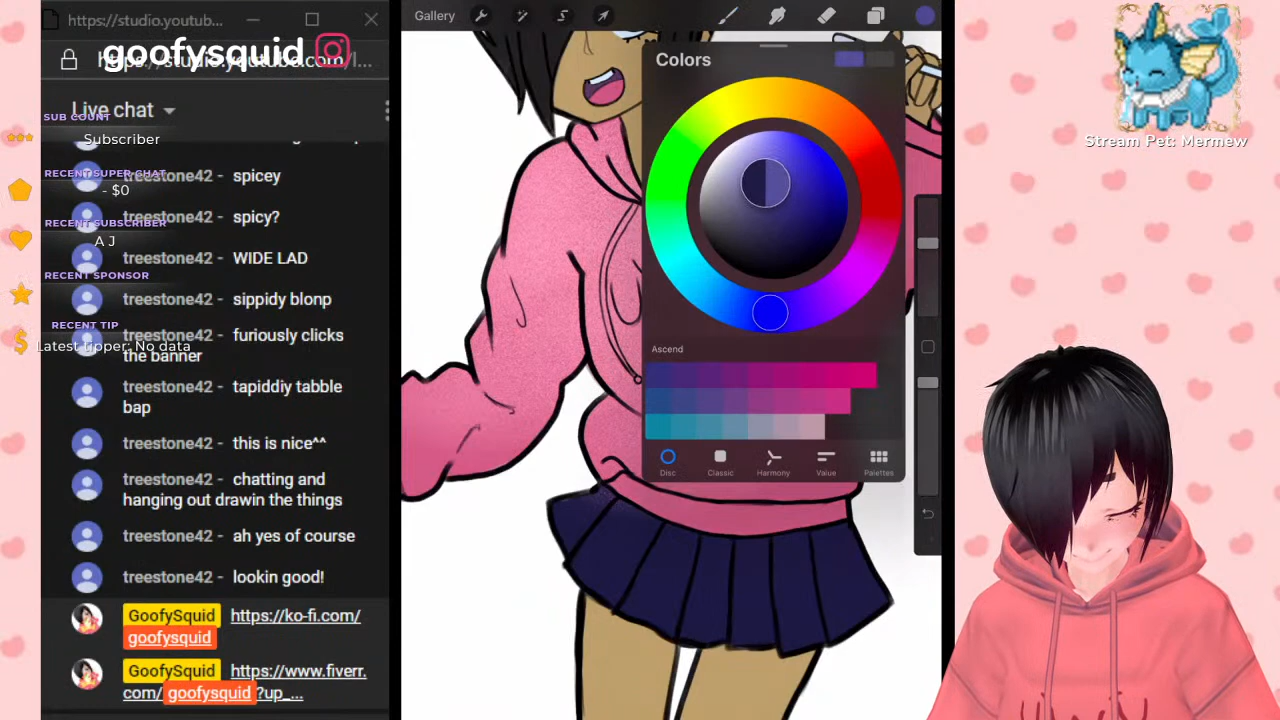 https://studio.youtub...
goofysquid
https://studio.youtube.com/l...
Live chat
SUB COUNT
Subscriber
RECENT SUPER CHAT
- $0
RECENT SUBSCRIBER
A J
RECENT SPONSOR
RECENT TIP
Latest tipper: No data
treestone42 - spicey
treestone42 - spicy?
treestone42 - WIDE LAD
treestone42 - sippidy blonp
treestone42 - furiously clicks
the banner
treestone42 - tapiddiy tabble
bap
treestone42 - this is nice^^
treestone42 - chatting and
hanging out drawin the things
treestone42 - ah yes of course
treestone42 - lookin good!
GoofySquid https://ko-fi.com/
goofysquid
GoofySquid https://www.fiverr.
com/goofysquid?up_...
Gallery
Colors
Ascend
Disc
Classic
Harmony
Value
Palettes
Stream Pet: Mermew